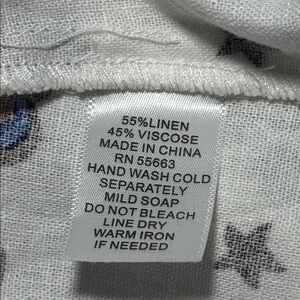 55%LINEN
45% VISCOSE
MADE IN CHINA
RN 55663
HAND WASH COLD
SEPARATELY
MILD SOAP
DO NOT BLEACH
LINE DRY
WARM IRON
IF NEEDED